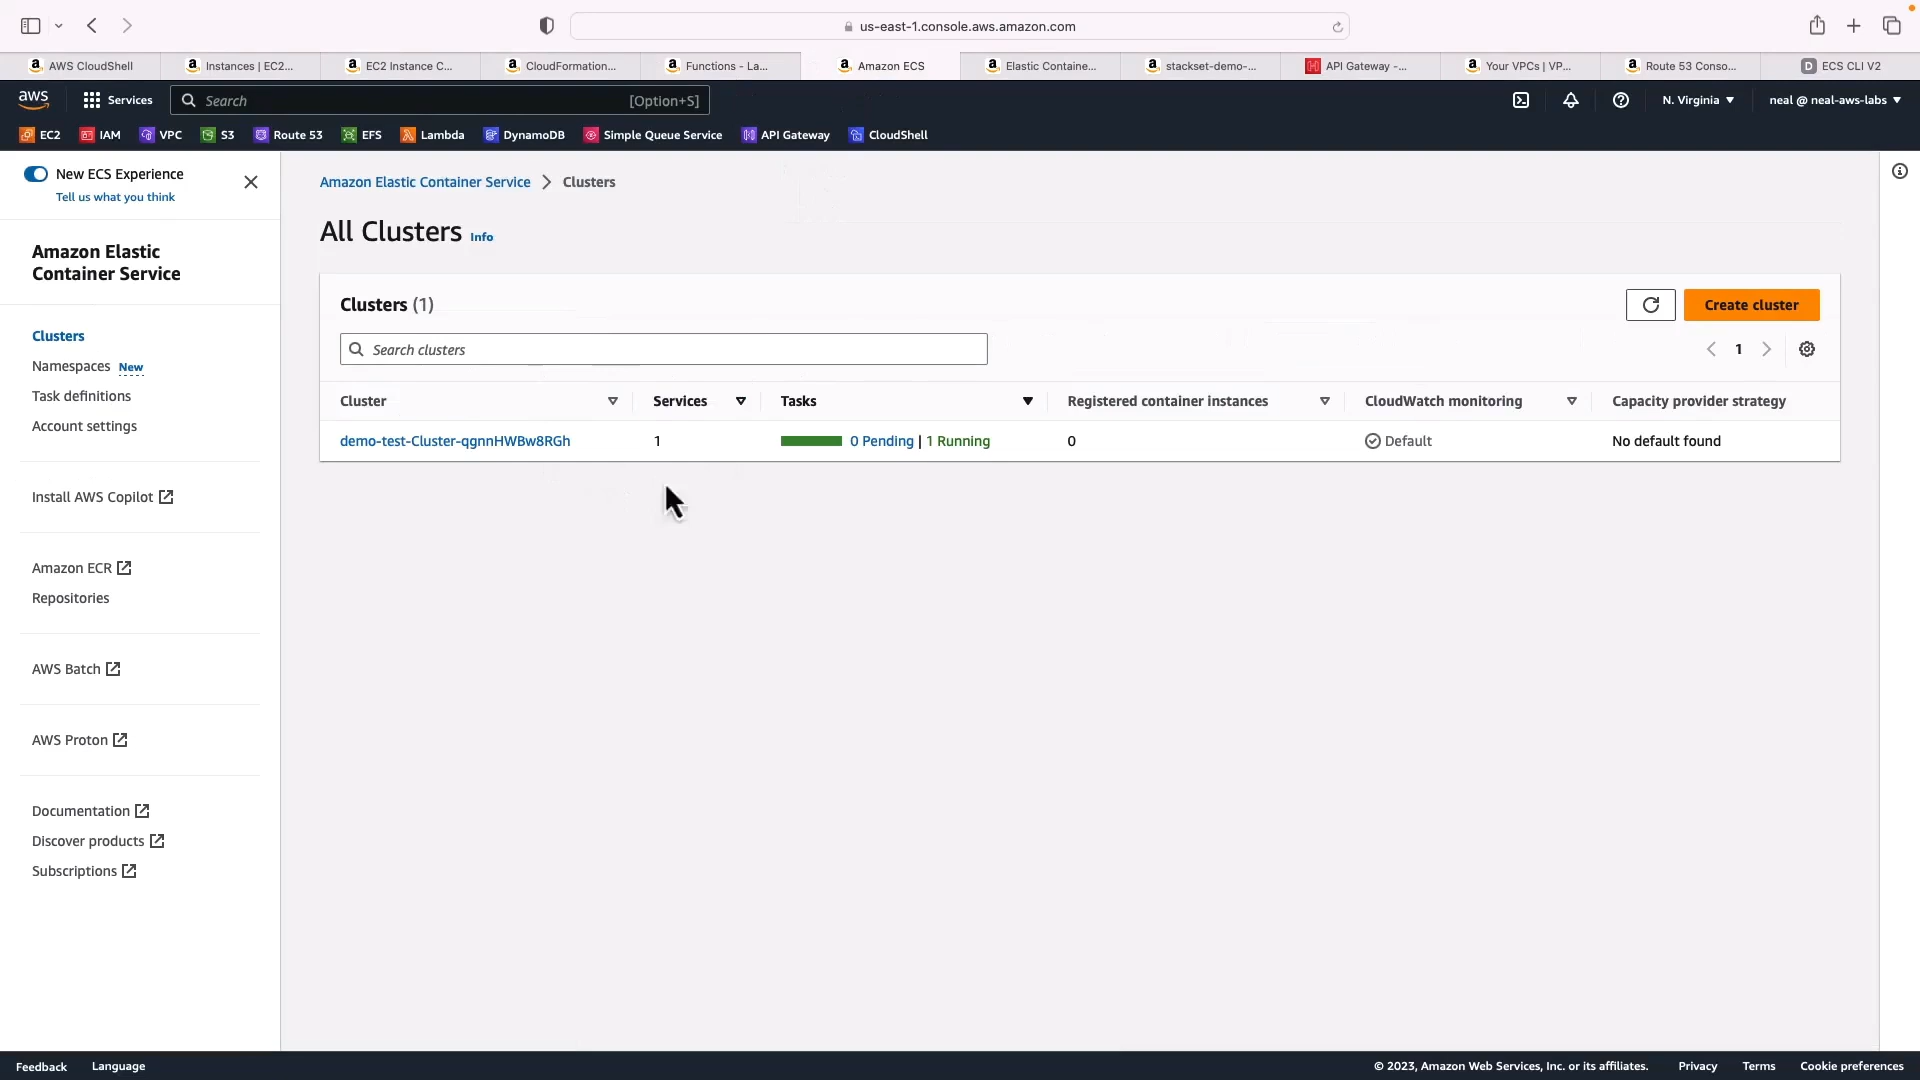 us-east-1.console.aws.amazon.com
AWS CloudShell
Instances | EC2...
EC2 Instance C...
CloudFormation...
Functions - La...
Amazon ECS
Elastic Containe...
stackset-demo-...
API Gateway -...
Your VPCs | VP...
Route 53 Conso...
D ECS CLI V2
aws
Services
Search [Option+S]
N. Virginia
neal @ neal-aws-labs
EC2
IAM
VPC
S3
Route 53
EFS
Lambda
DynamoDB
Simple Queue Service
API Gateway
CloudShell
New ECS Experience
Tell us what you think
Amazon Elastic
Container Service
Clusters
Namespaces New
Task definitions
Account settings
Install AWS Copilot
Amazon ECR
Repositories
AWS Batch
AWS Proton
Documentation
Discover products
Subscriptions
Amazon Elastic Container Service > Clusters
All Clusters Info
Clusters (1)
Create cluster
Search clusters
1
Cluster Services Tasks Registered container instances CloudWatch monitoring Capacity provider strategy
demo-test-Cluster-qgnnHWBw8RGh 1 0 Pending | 1 Running 0 Default No default found
Feedback Language © 2023, Amazon Web Services, Inc. or its affiliates. Privacy Terms Cookie preferences